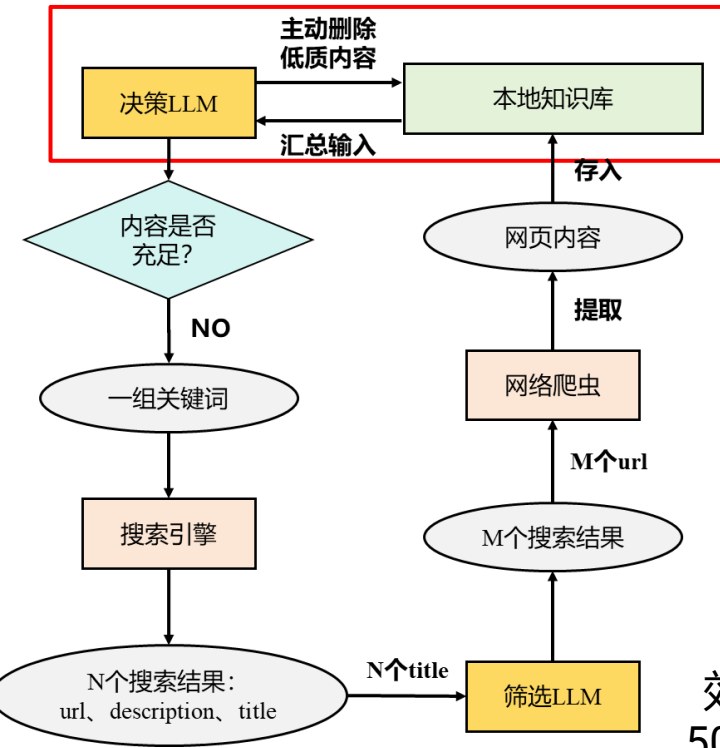 主动删除
低质内容
决策LLM
本地知识库
汇总输入
存入
内容是否
充足?
网页内容
提取
NO
网络爬虫
一组关键词
M个url
搜索引擎
M个搜索结果
N个title
N个搜索结果：
url、description、title
筛选LLM
50